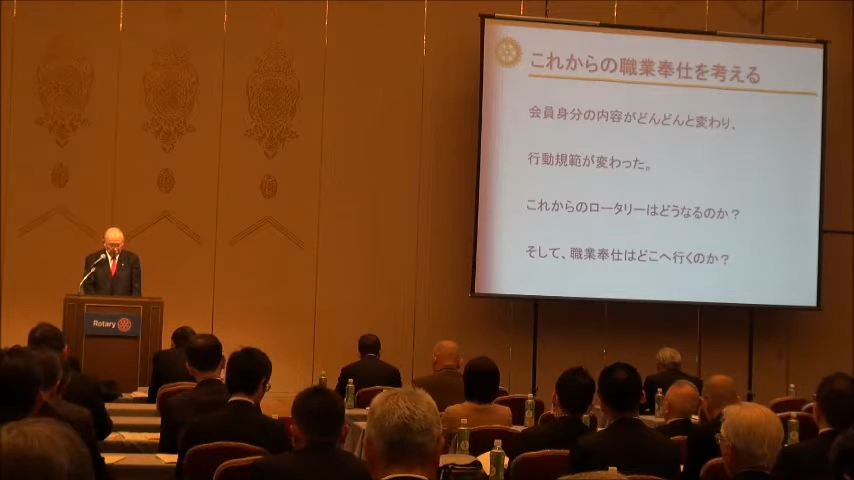 これからの職業奉仕を考える
会員身分の内容がどんどんと変わり、
行動規範が変わった。
これからのロータリーはどうなるのか?
そして、職業奉仕はどこへ行くのか?
Rotary